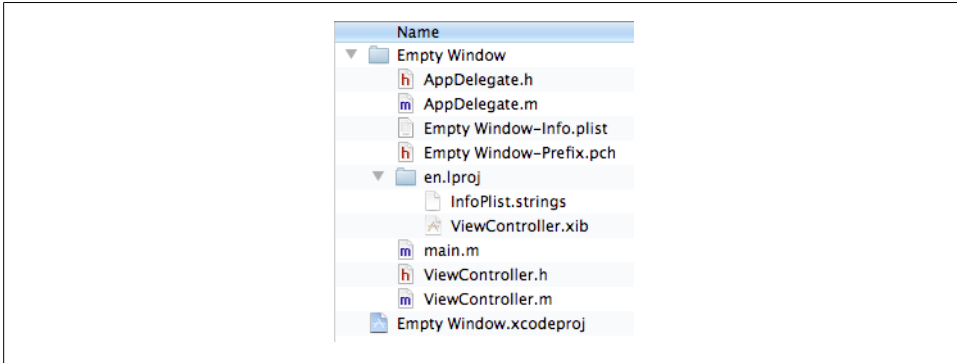 Name
Empty Window
h AppDelegate.h
m AppDelegate.m
Empty Window-Info.plist
h Empty Window-Prefix.pch
en.lproj
InfoPlist.strings
ViewController.xib
m main.m
h ViewController.h
m ViewController.m
Empty Window.xcodeproj